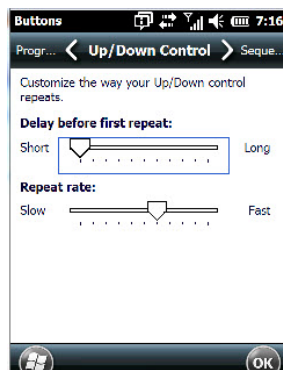 Buttons 7:16
Progr... Up/Down Control Seque...
Customize the way your Up/Down control
repeats.
Delay before first repeat:
Short Long
Repeat rate:
Slow Fast
OK